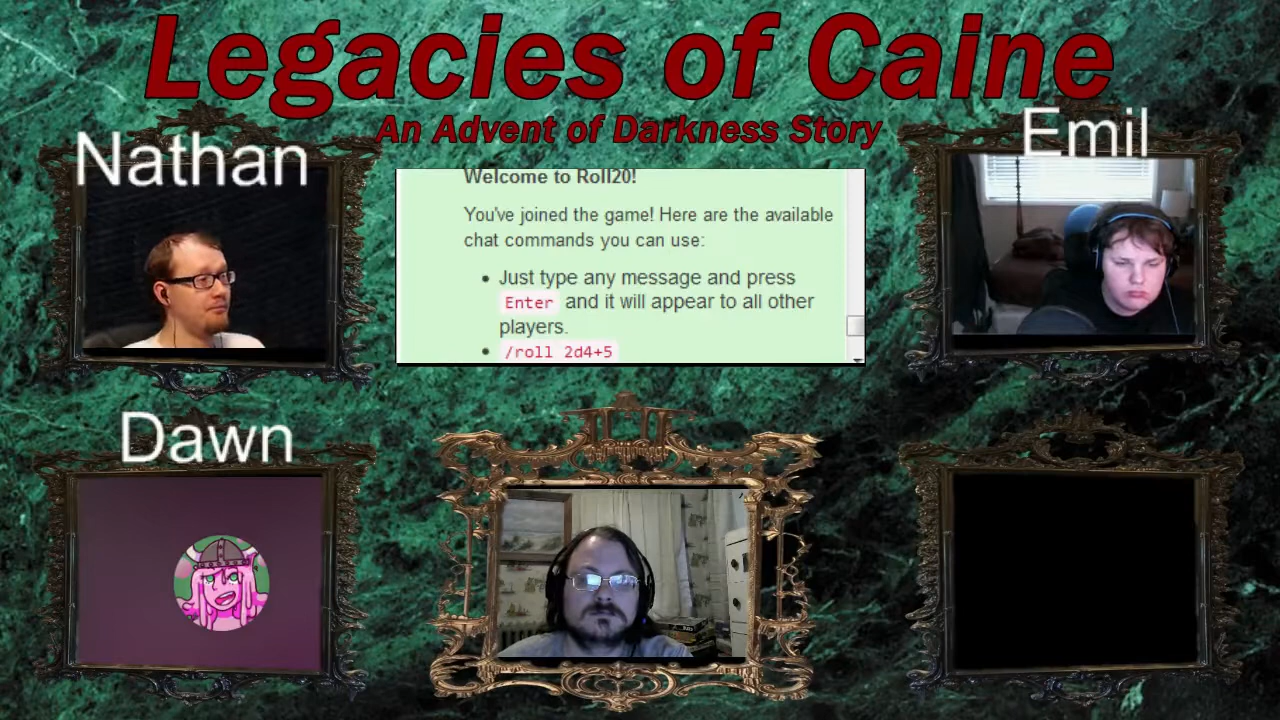 Legacies of Caine
An Advent of Darkness Story
Nathan
Emil
Welcome to Roll20!
You've joined the game! Here are the available
chat commands you can use:
• Just type any message and press
Enter and it will appear to all other
players.
• /roll 2d4+5
Dawn